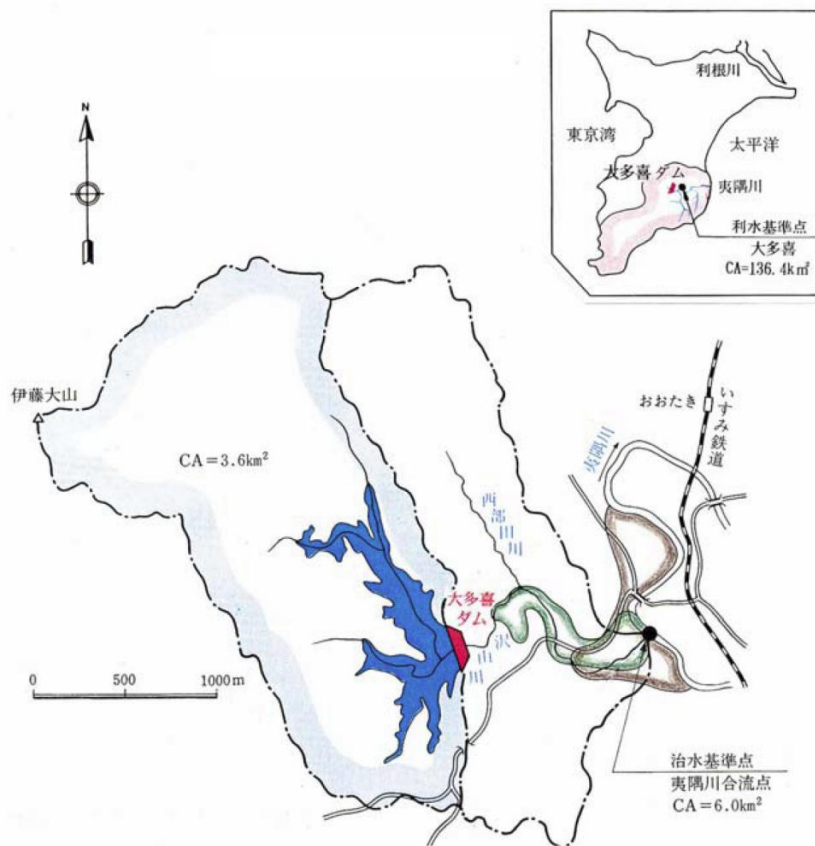 利根川
東京湾
太平洋
大多喜ダム
夷隅川
利水基準点
大多喜
CA=136.4km²
N
伊藤大山
CA=3.6km²
おおたき
いすみ鉄道
夷隅川
西部田川
大多喜
ダム
沢山川
0 500 1000m
治水基準点
夷隅川合流点
CA=6.0km²